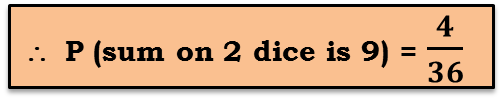 ∴ P (sum on 2 dice is 9) = 4/36